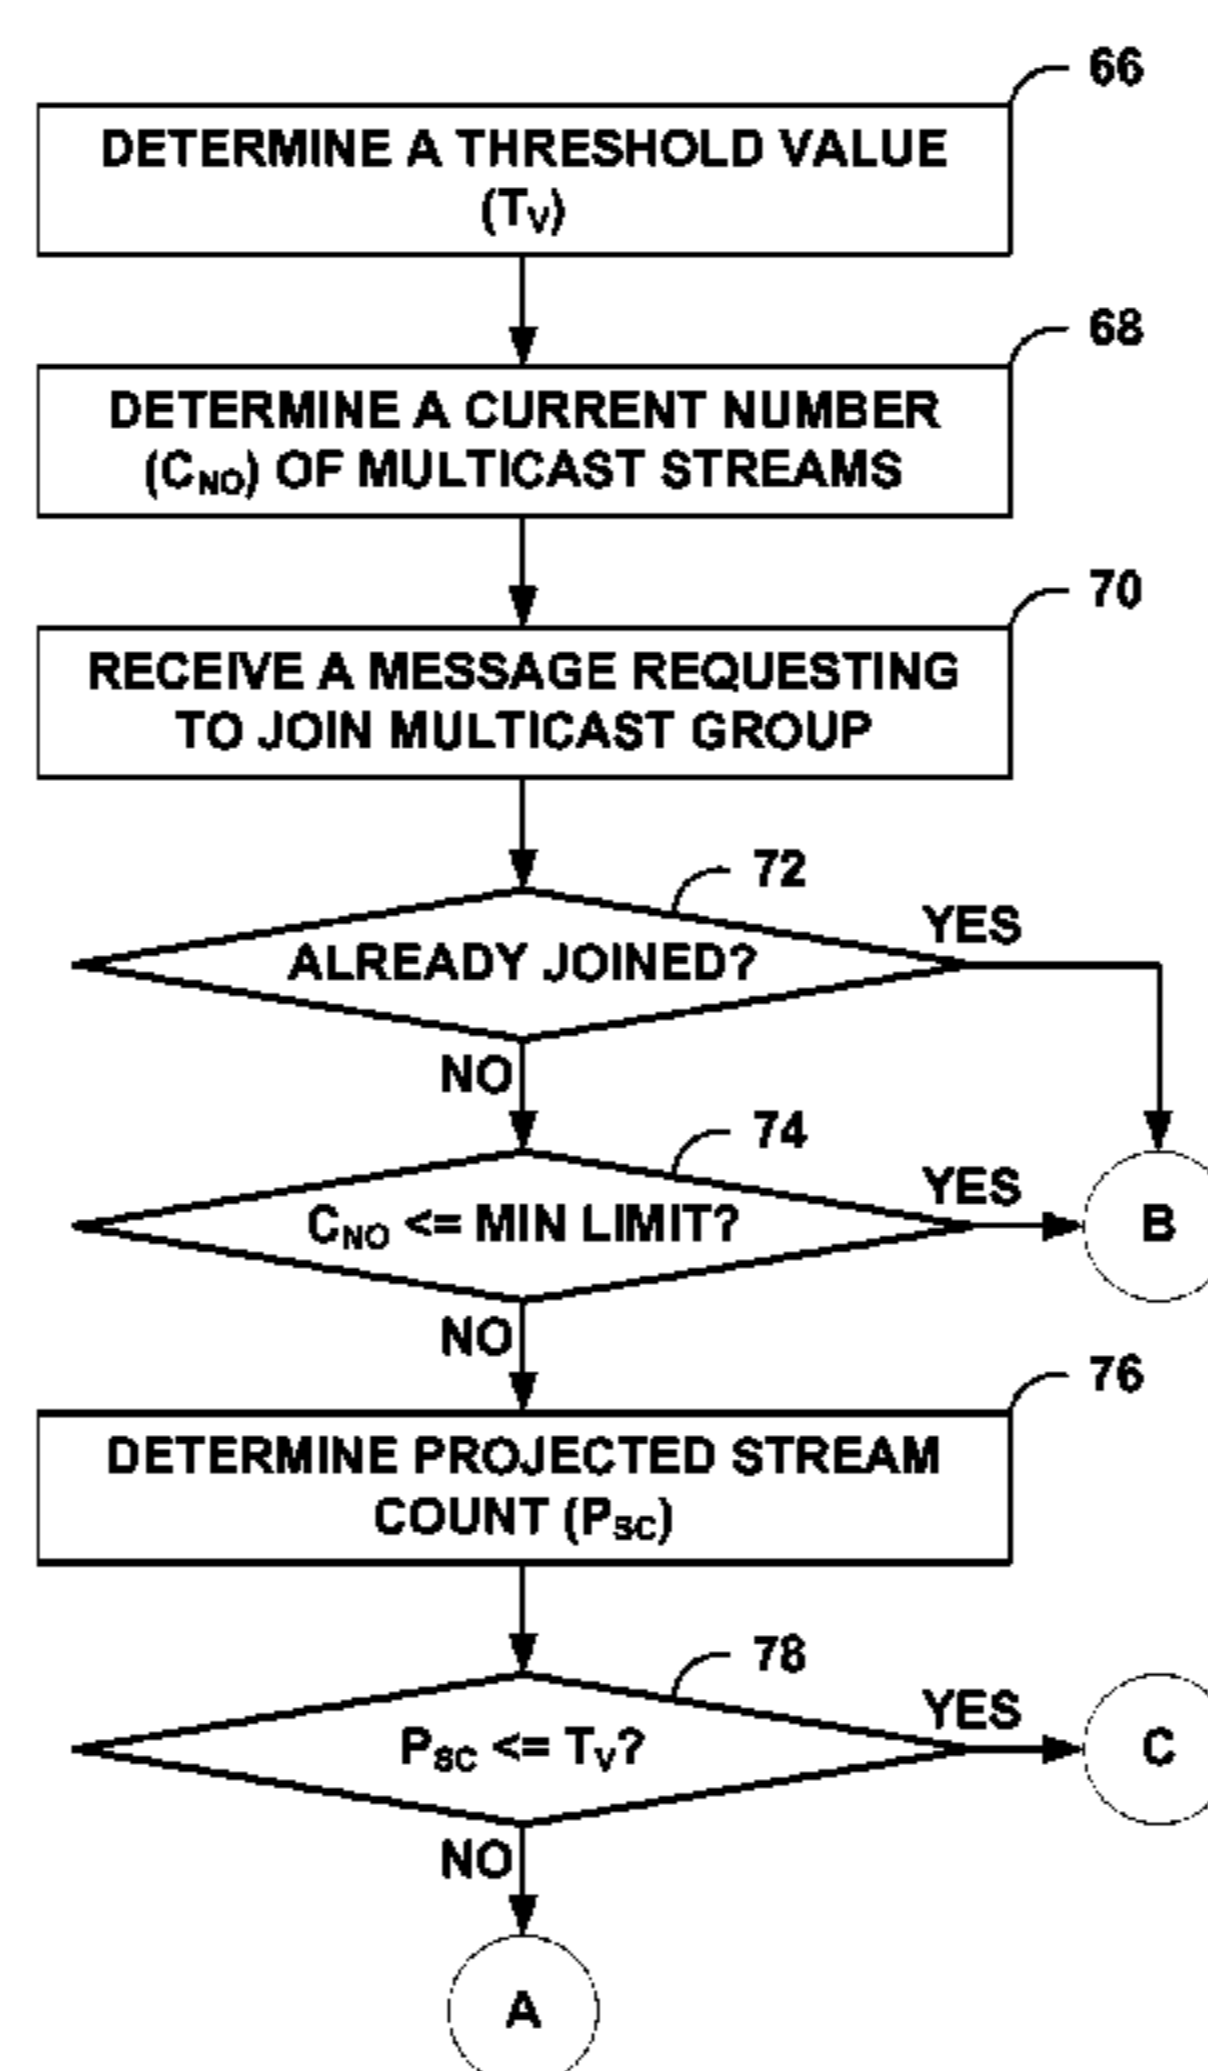 66
DETERMINE A THRESHOLD VALUE
(TV)
68
DETERMINE A CURRENT NUMBER
(CNO) OF MULTICAST STREAMS
70
RECEIVE A MESSAGE REQUESTING
TO JOIN MULTICAST GROUP
72
ALREADY JOINED?
YES
NO
74
CNO <= MIN LIMIT?
YES
B
NO
76
DETERMINE PROJECTED STREAM
COUNT (PSC)
78
PSC <= TV?
YES
C
NO
A